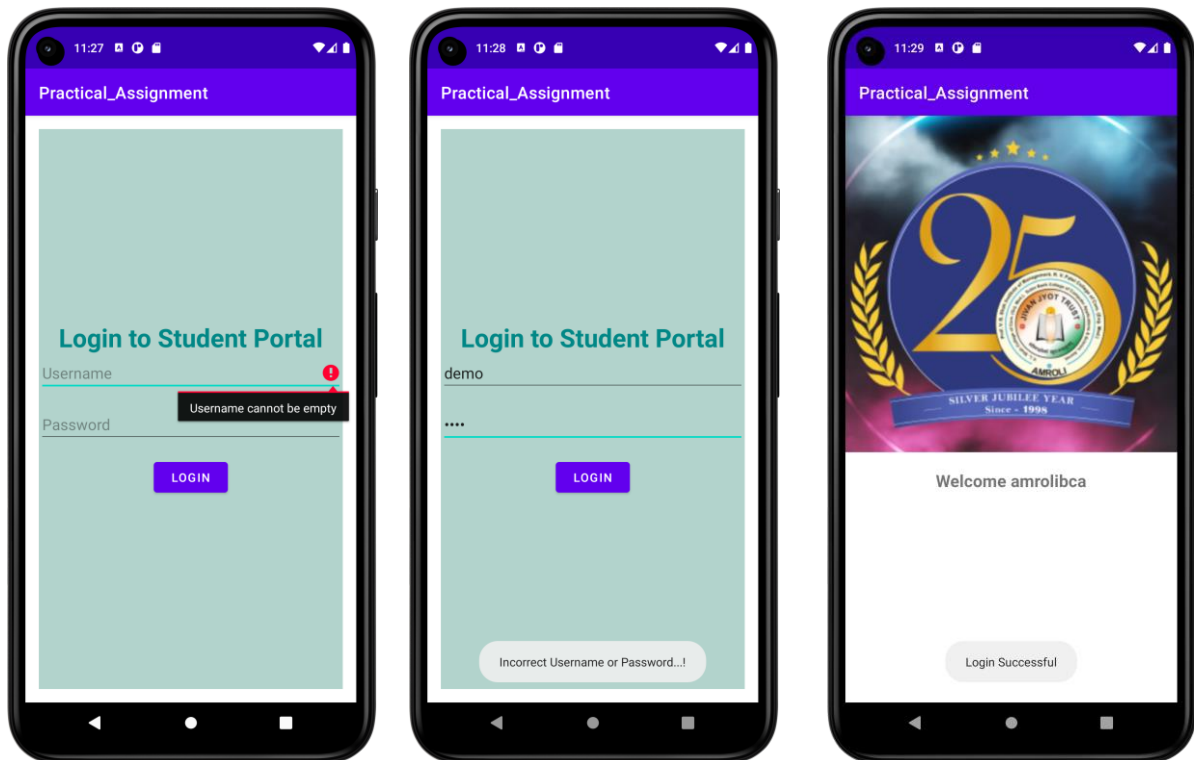 11:27
Practical_Assignment
Login to Student Portal
Username
Username cannot be empty
Password
LOGIN
11:28
Practical_Assignment
Login to Student Portal
demo
••••
LOGIN
Incorrect Username or Password...!
11:29
Practical_Assignment
25
JIVAN JYOT TRUST
AMROLI
SILVER JUBILEE YEAR
Since - 1998
Welcome amrolibca
Login Successful